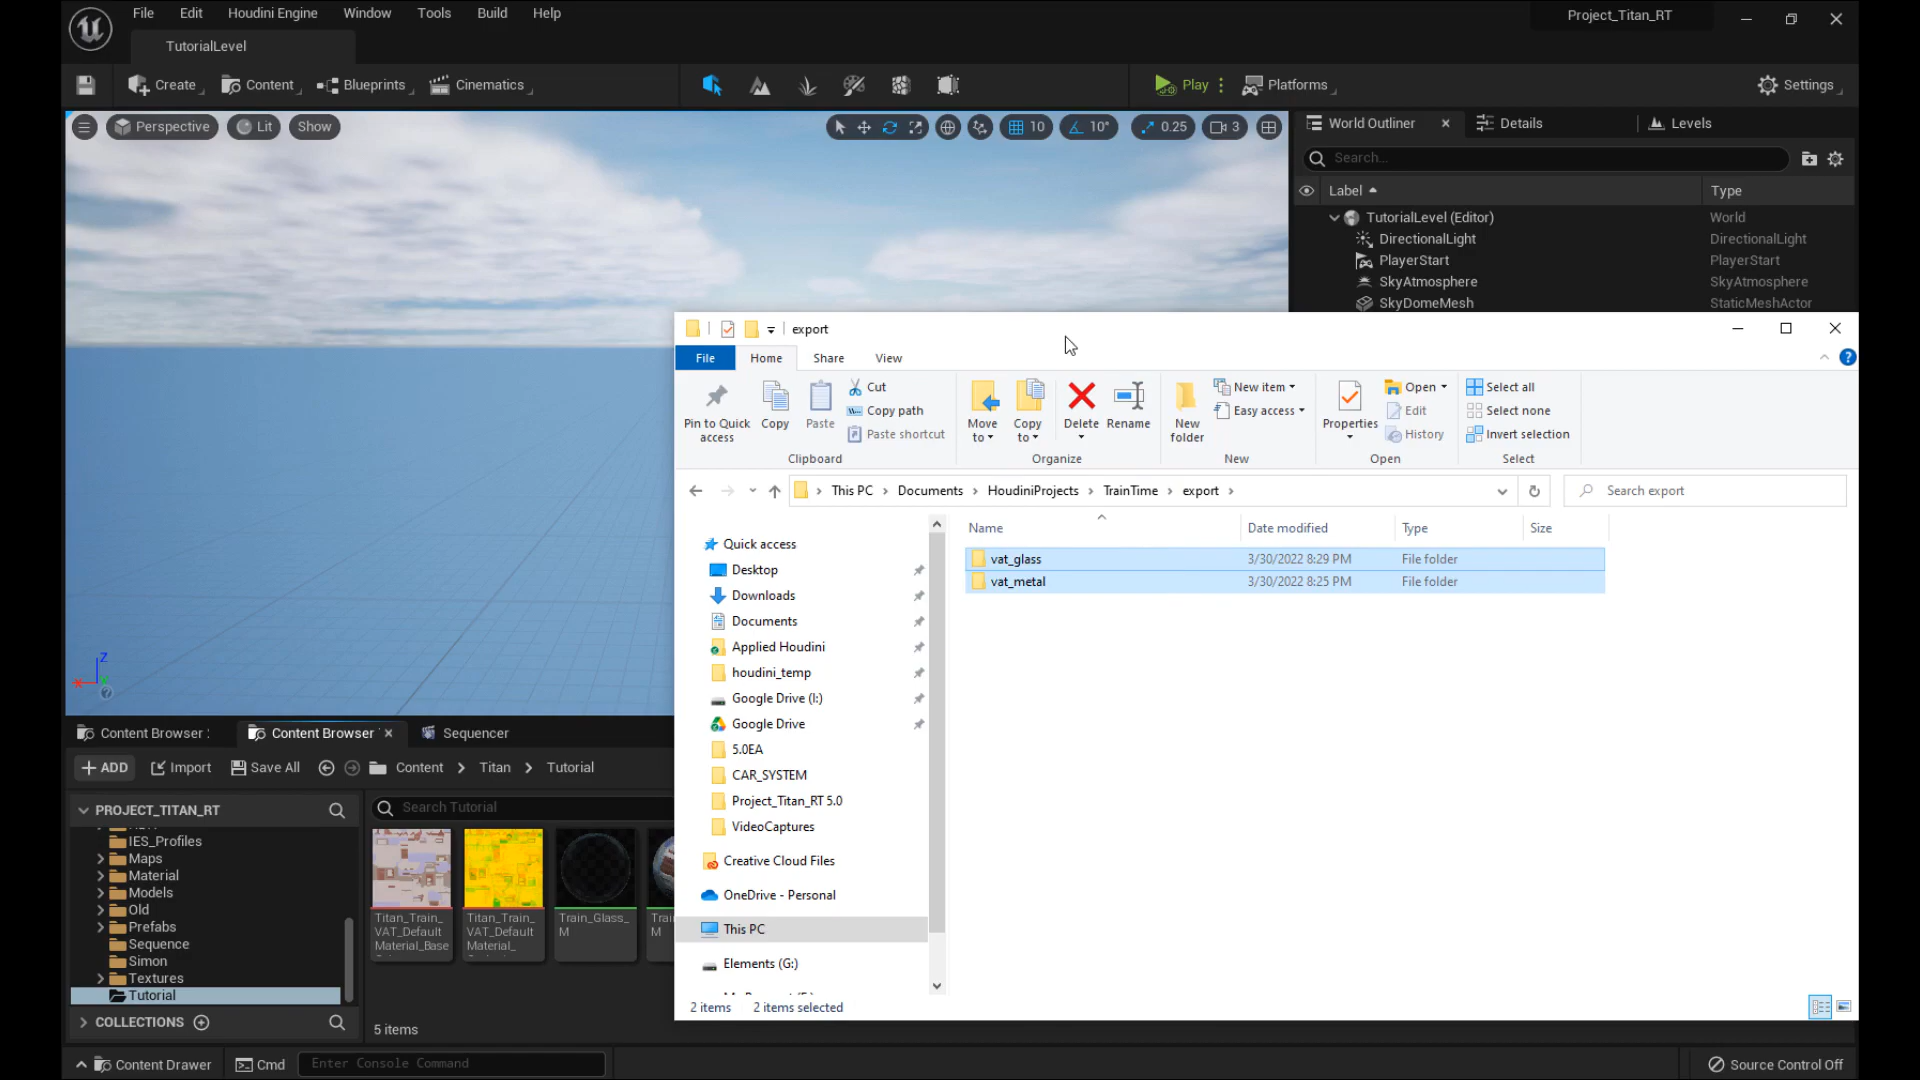 File Edit Houdini Engine Window Tools Build Help Project_Titan_RT
TutorialLevel
Create Content Blueprints Cinematics Play Platforms Settings
Perspective Lit Show 10 10° 0.25 3 World Outliner Details Levels
Search...
Label Type
TutorialLevel (Editor) World
DirectionalLight DirectionalLight
PlayerStart PlayerStart
SkyAtmosphere SkyAtmosphere
SkyDomeMesh StaticMeshActor
export
File Home Share View
Pin to Quick access Copy Paste Cut Copy path Paste shortcut
Move to Copy to Delete Rename New folder New item Easy access
Properties Open Edit History Select all Select none Invert selection
Clipboard Organize New Open Select
This PC Documents HoudiniProjects TrainTime export Search export
Name Date modified Type Size
vat_glass 3/30/2022 8:29 PM File folder
vat_metal 3/30/2022 8:25 PM File folder
Quick access
Desktop
Downloads
Documents
Applied Houdini
houdini_temp
Google Drive (I:)
Google Drive
5.0EA
CAR_SYSTEM
Project_Titan_RT 5.0
VideoCaptures
Creative Cloud Files
OneDrive - Personal
This PC
Elements (G:)
2 items 2 items selected
Z
Content Browser Content Browser Sequencer
ADD Import Save All Content Titan Tutorial
PROJECT_TITAN_RT Search Tutorial
IES_Profiles
Maps
Material
Models
Old
Prefabs
Sequence
Simon
Textures
Tutorial
Titan_Train_
VAT_Default
Material_Base
Titan_Train_
VAT_Default
Material_
Train_Glass_
M
COLLECTIONS 5 items
Content Drawer Cmd Enter Console Command Source Control Off